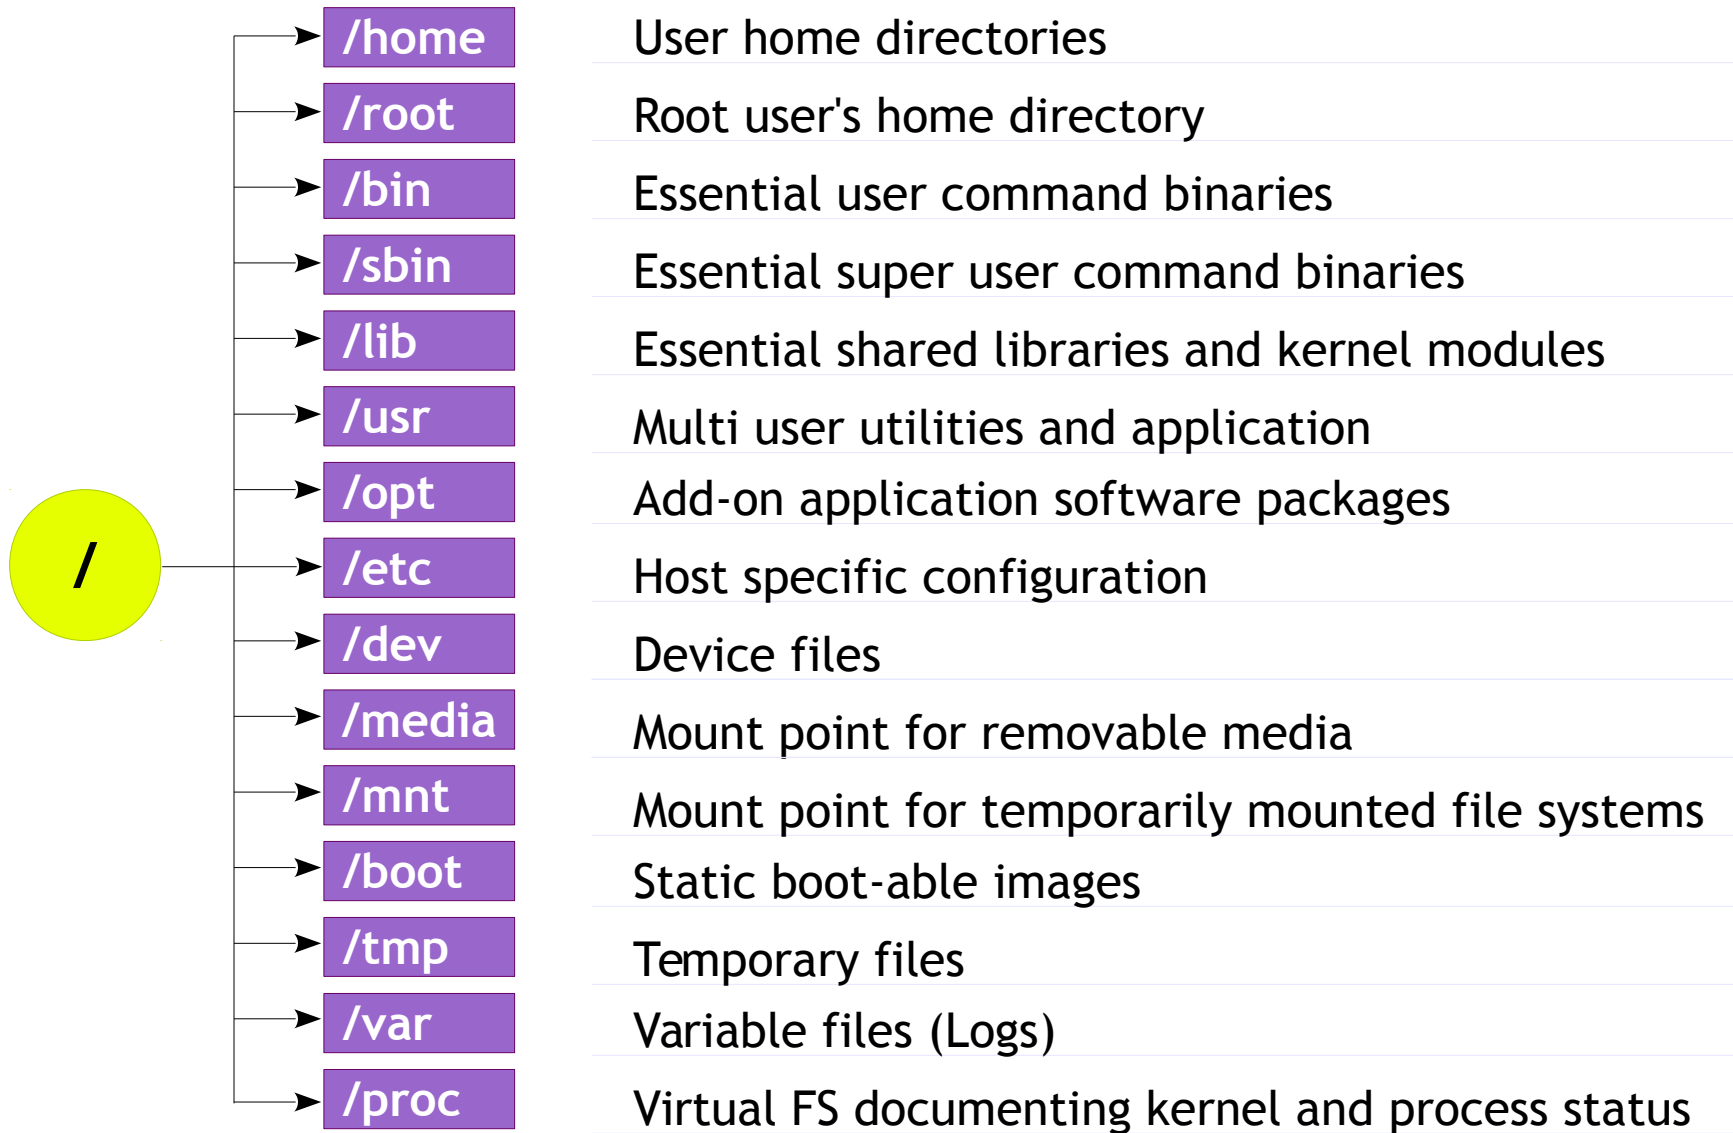 /home User home directories
/root Root user's home directory
/bin Essential user command binaries
/sbin Essential super user command binaries
/lib Essential shared libraries and kernel modules
/usr Multi user utilities and application
/opt Add-on application software packages
/
/etc Host specific configuration
/dev Device files
/media Mount point for removable media
/mnt Mount point for temporarily mounted file systems
/boot Static boot-able images
/tmp Temporary files
/var Variable files (Logs)
/proc Virtual FS documenting kernel and process status